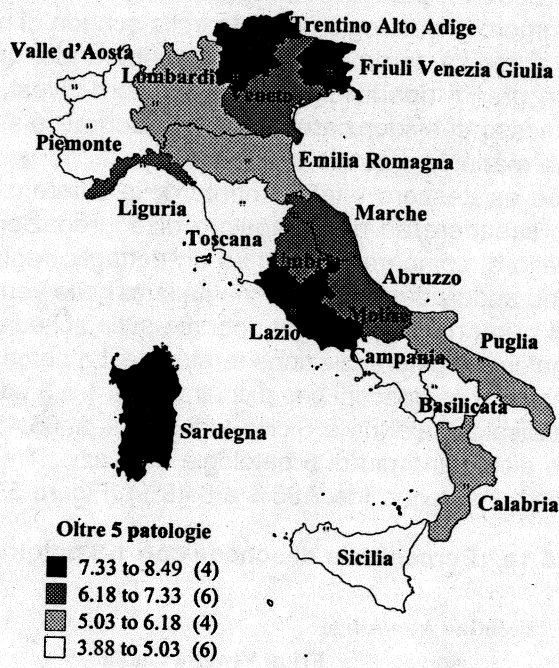 Trentino Alto Adige
Valle d'Aosta
Lombardi
Friuli Venezia Giulia
Veneto
Piemonte
Emilia Romagna
Liguria
Marche
Toscana
Umbria
Abruzzo
Lazio
Molise
Campania
Puglia
Basilicata
Sardegna
Calabria
Sicilia
Oltre 5 patologie
7.33 to 8.49 (4)
6.18 to 7.33 (6)
5.03 to 6.18 (4)
3.88 to 5.03 (6)